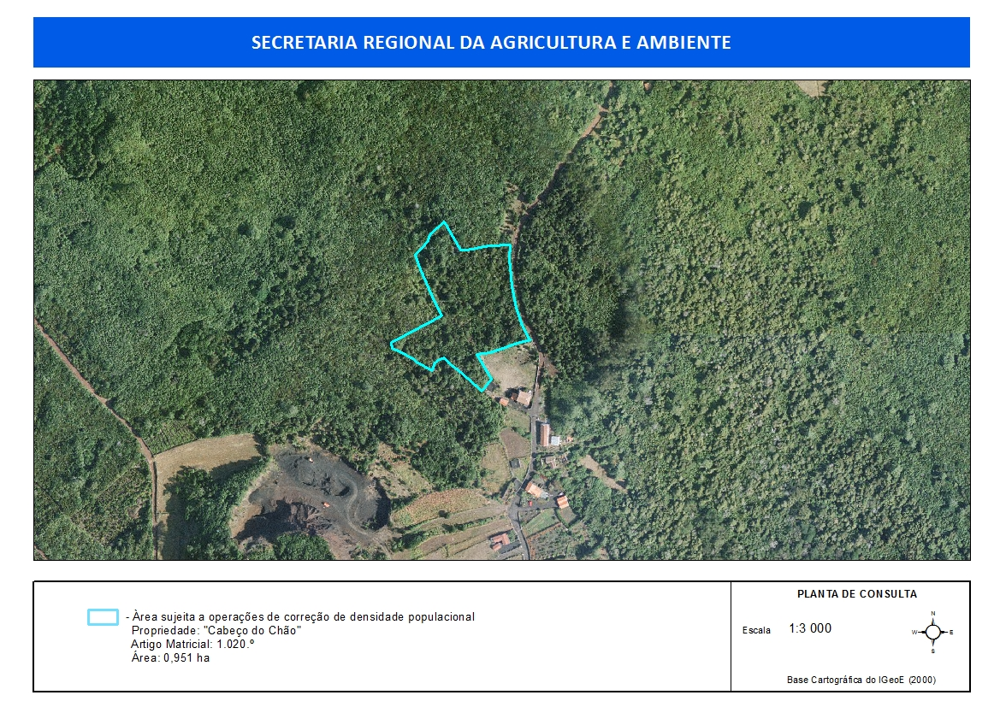 SECRETARIA REGIONAL DA AGRICULTURA E AMBIENTE
- Àrea sujeita a operações de correção de densidade populacional
Propriedade: "Cabeço do Chão"
Artigo Matricial: 1.020.º
Área: 0,951 ha
PLANTA DE CONSULTA
Escala 1:3 000
N
W E
S
Base Cartográfica do IGeoE (2000)